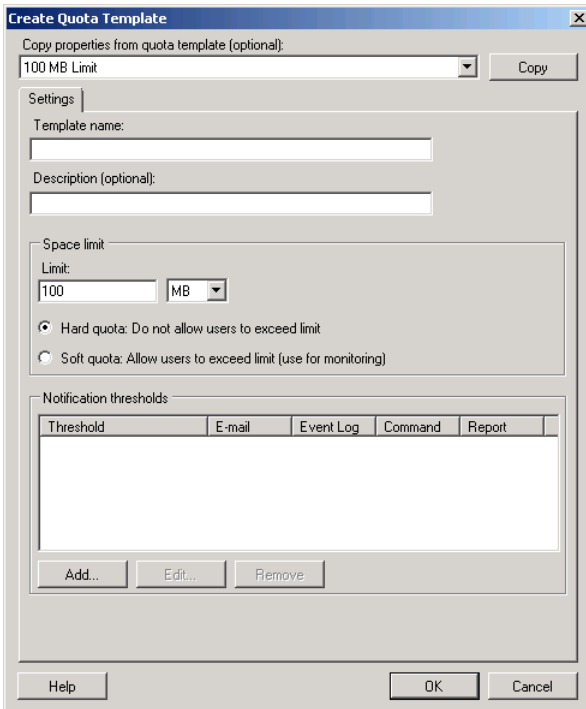 Create Quota Template
Copy properties from quota template (optional):
100 MB Limit
Copy
Settings
Template name:
Description (optional):
Space limit
Limit:
100 MB
Hard quota: Do not allow users to exceed limit
Soft quota: Allow users to exceed limit (use for monitoring)
Notification thresholds
Threshold E-mail Event Log Command Report
Add... Edit... Remove
Help OK Cancel